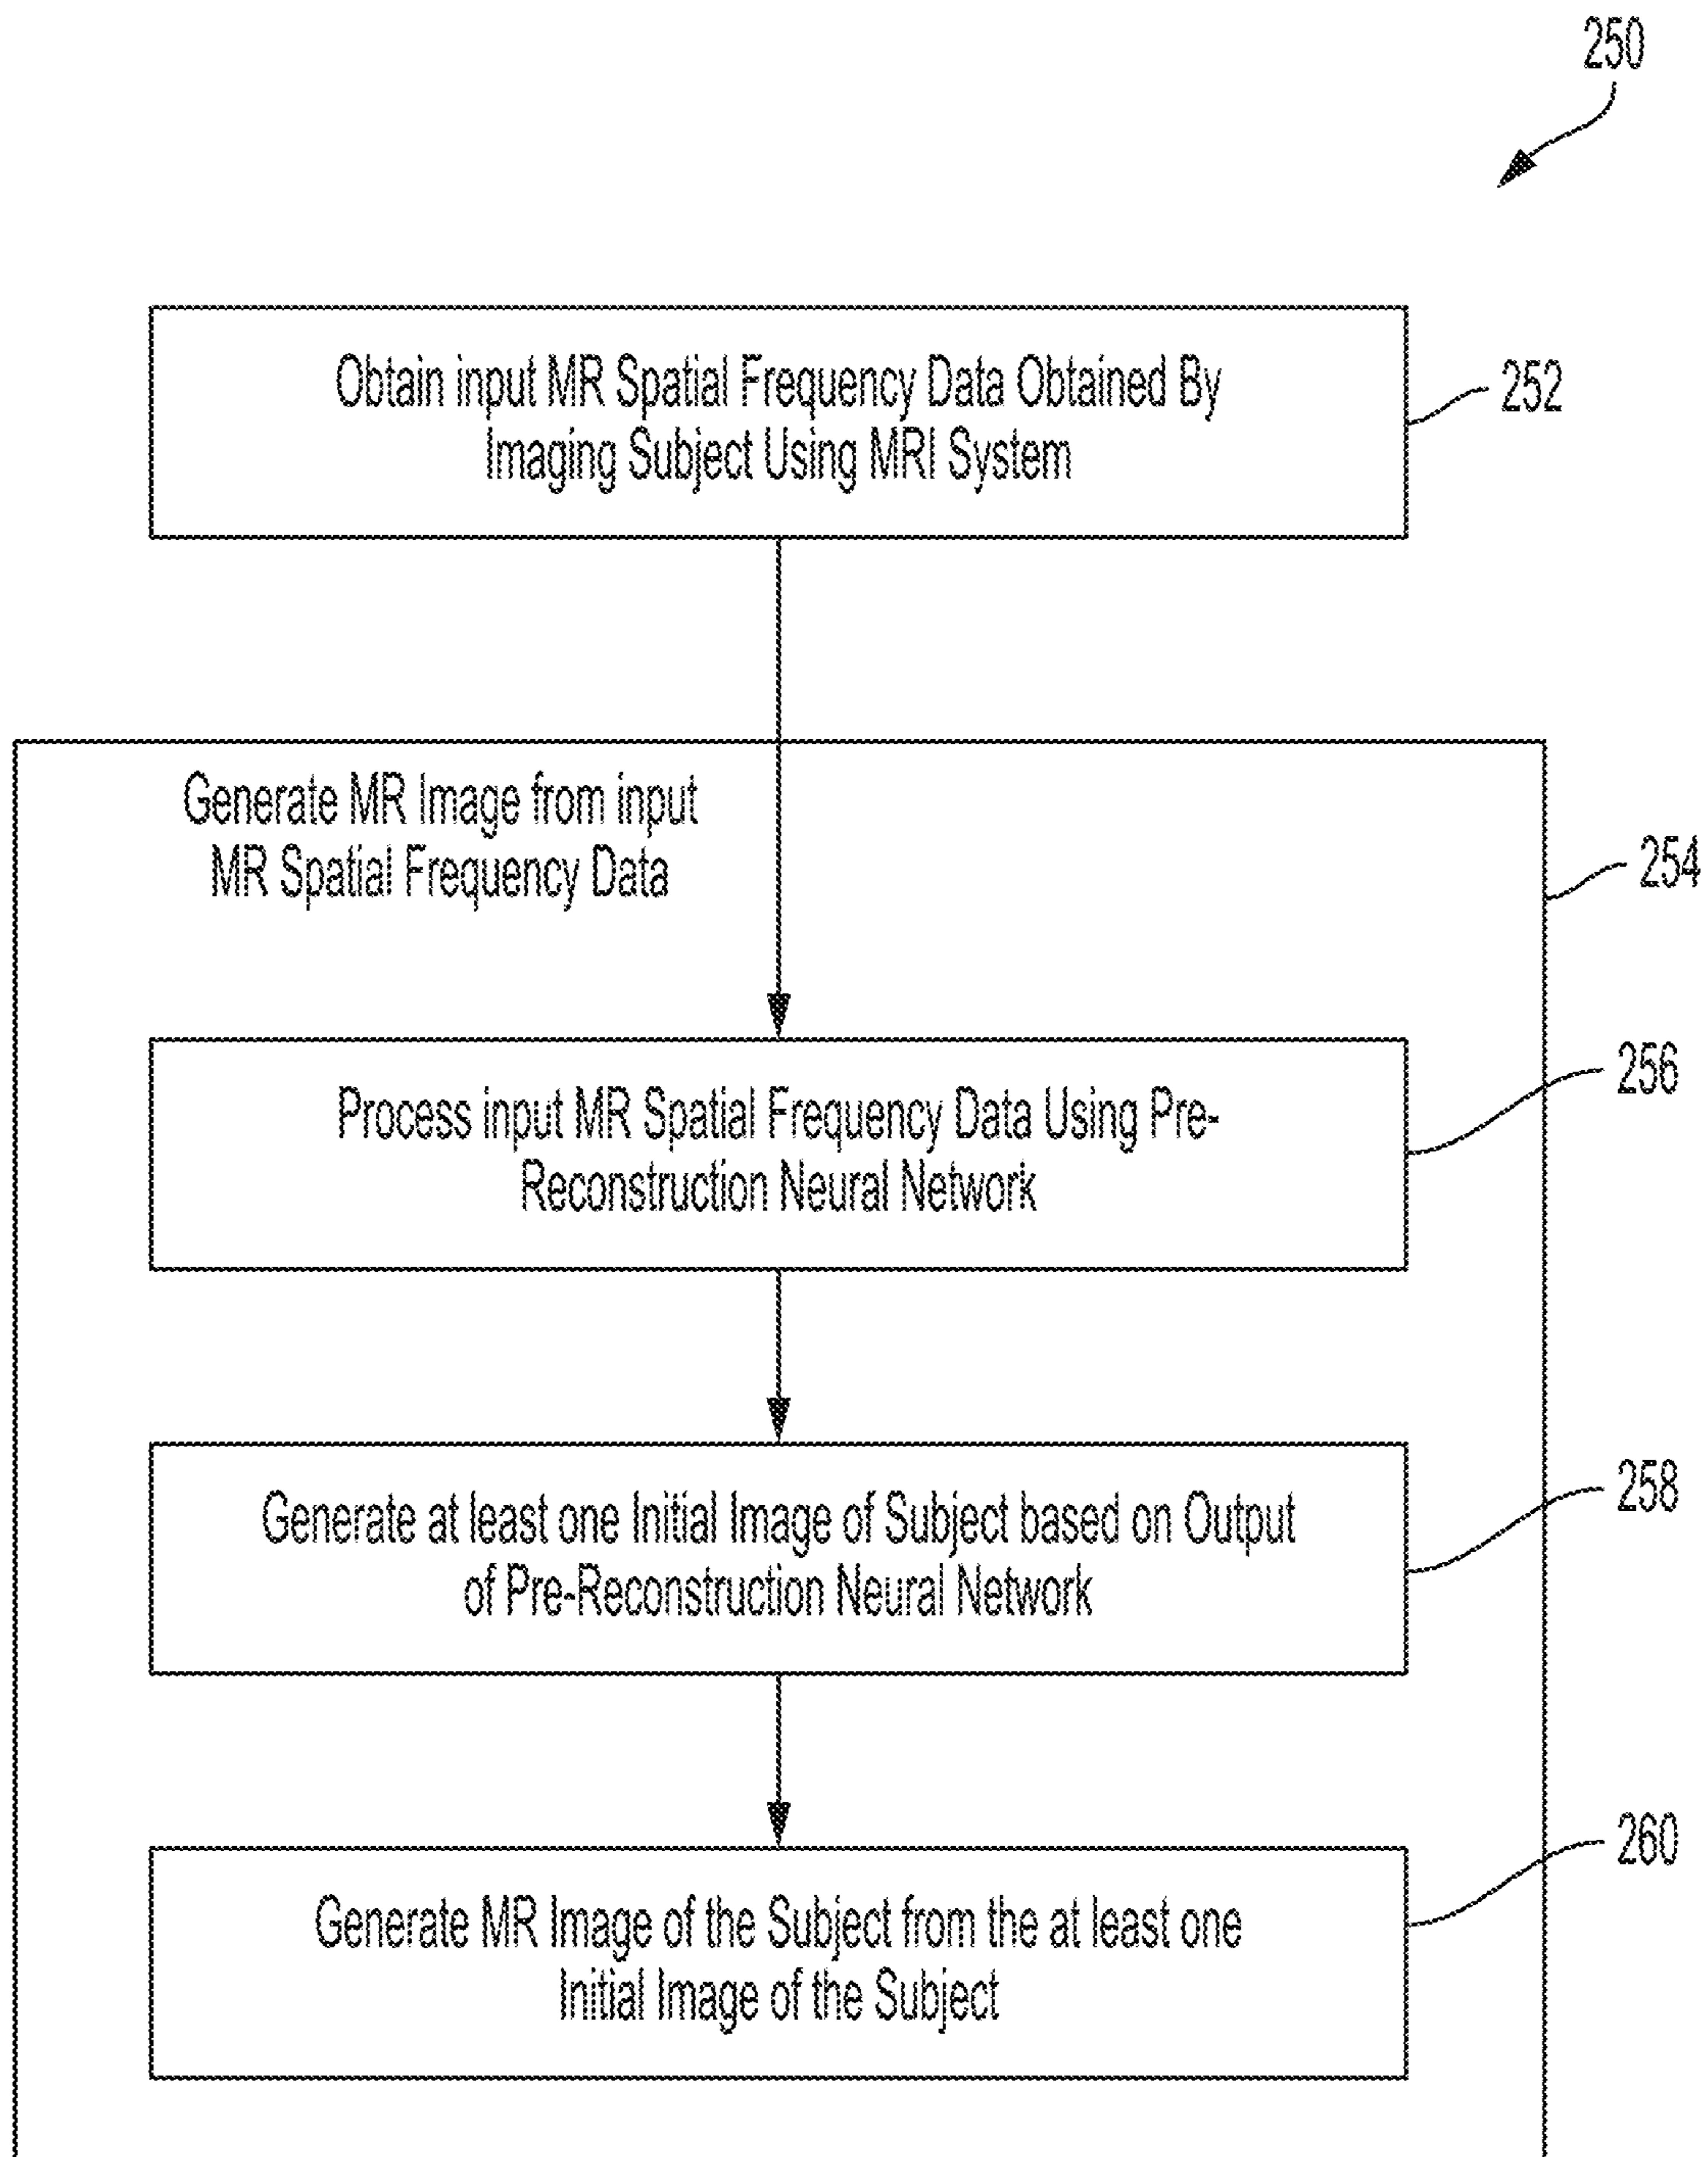 250
Obtain input MR Spatial Frequency Data Obtained By
Imaging Subject Using MRI System
252
Generate MR Image from input
MR Spatial Frequency Data
254
Process input MR Spatial Frequency Data Using Pre-
Reconstruction Neural Network
256
Generate at least one Initial Image of Subject based on Output
of Pre-Reconstruction Neural Network
258
Generate MR Image of the Subject from the at least one
Initial Image of the Subject
260